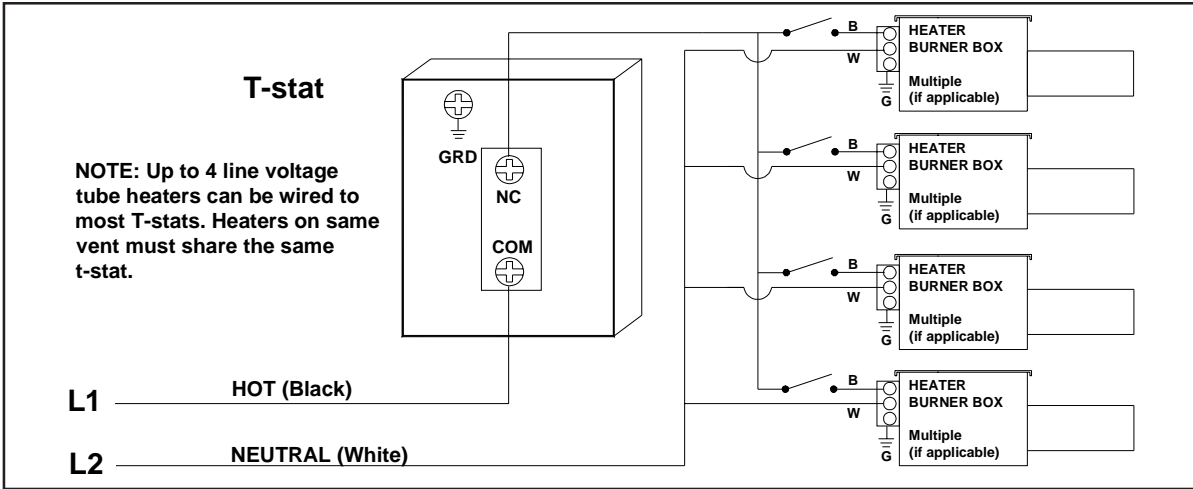 T-stat
NOTE: Up to 4 line voltage
tube heaters can be wired to
most T-stats. Heaters on same
vent must share the same
t-stat.
GRD
NC
COM
L1
HOT (Black)
L2
NEUTRAL (White)
B
W
G
HEATER
BURNER BOX
Multiple
(if applicable)
B
W
G
HEATER
BURNER BOX
Multiple
(if applicable)
B
W
G
HEATER
BURNER BOX
Multiple
(if applicable)
B
W
G
HEATER
BURNER BOX
Multiple
(if applicable)